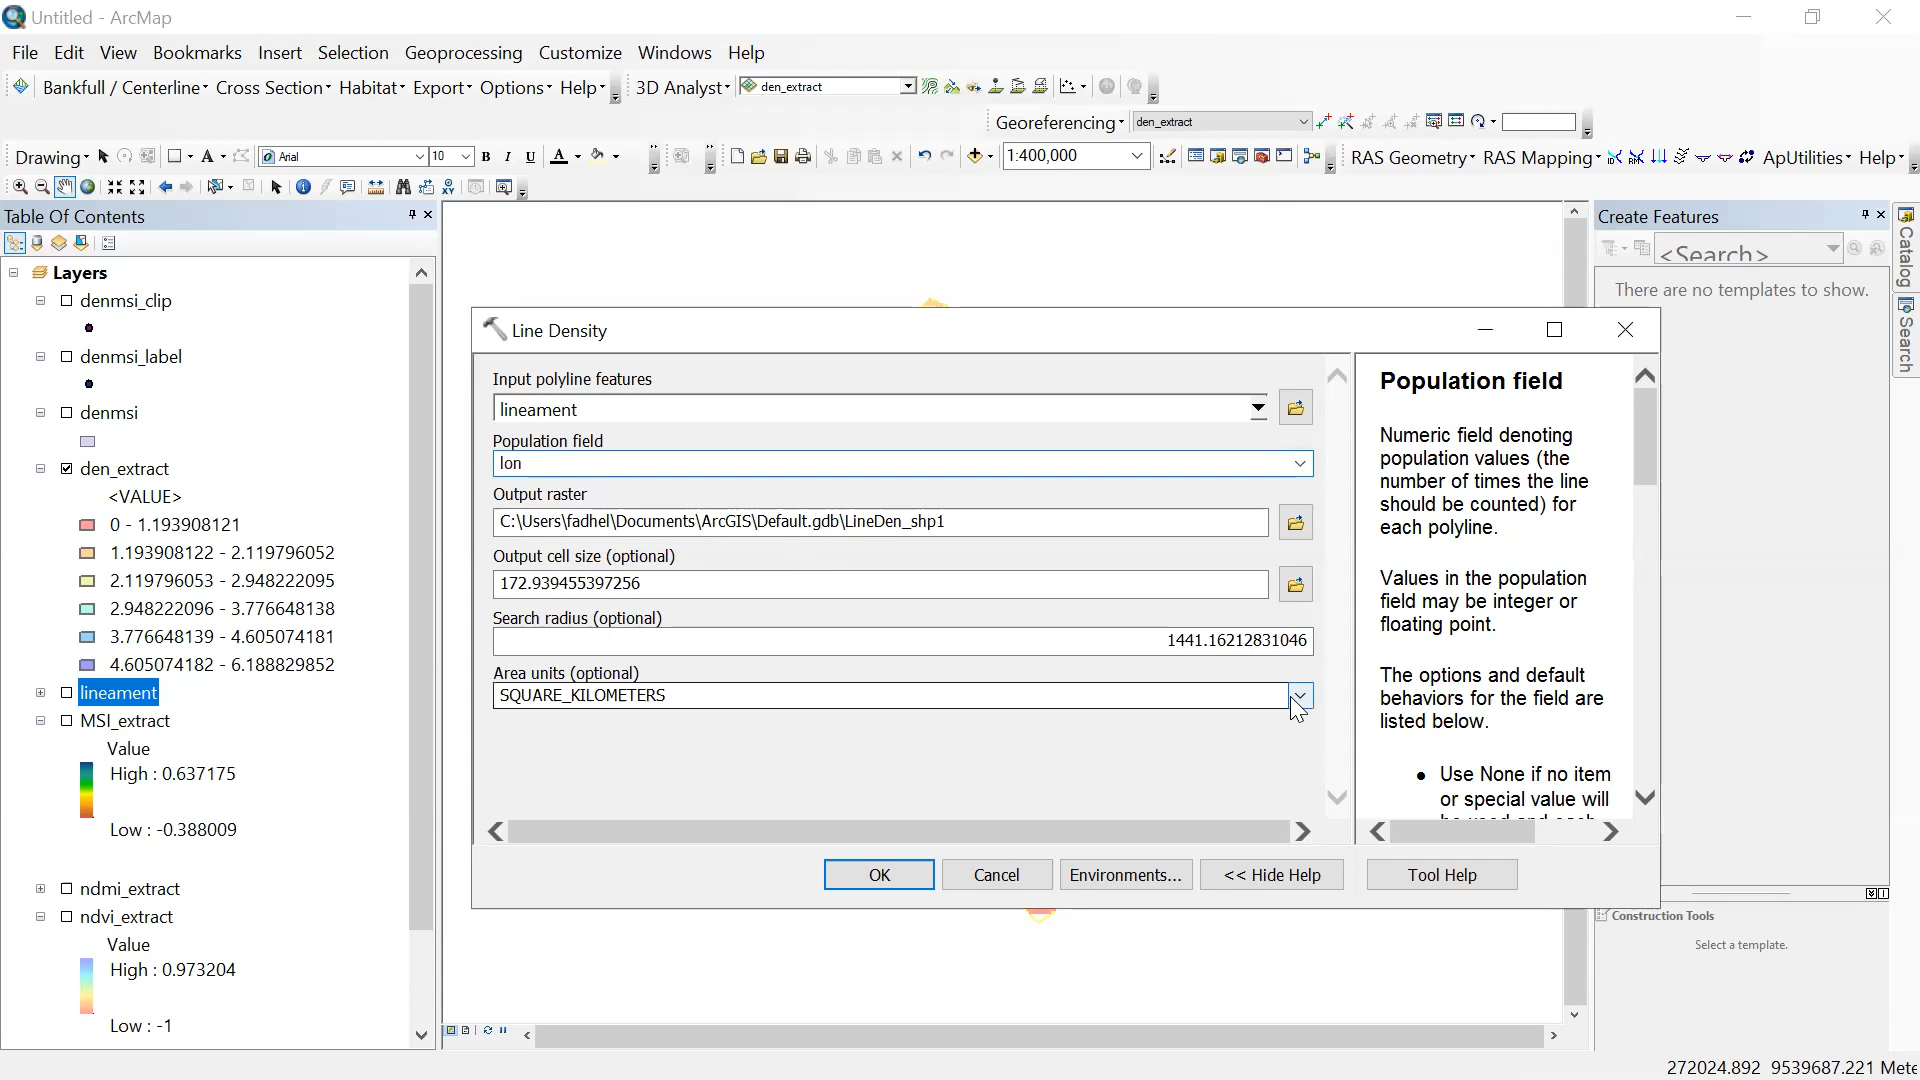 Untitled - ArcMap
File Edit View Bookmarks Insert Selection Geoprocessing Customize Windows Help
Bankfull / Centerline Cross Section Habitat Export Options Help 3D Analyst den_extract
Georeferencing den_extract
Drawing A Arial 10 B I U A 1:400,000 RAS Geometry RAS Mapping ApUtilities Help
Table Of Contents
Layers
denmsi_clip
denmsi_label
denmsi
den_extract
<VALUE>
0 - 1.193908121
1.193908122 - 2.119796052
2.119796053 - 2.948222095
2.948222096 - 3.776648138
3.776648139 - 4.605074181
4.605074182 - 6.188829852
lineament
MSI_extract
Value
High : 0.637175
Low : -0.388009
ndmi_extract
ndvi_extract
Value
High : 0.973204
Low : -1
Line Density
Input polyline features
lineament
Population field
lon
Output raster
C:\Users\fadhel\Documents\ArcGIS\Default.gdb\LineDen_shp1
Output cell size (optional)
172.939455397256
Search radius (optional)
1441.16212831046
Area units (optional)
SQUARE_KILOMETERS
OK Cancel Environments... << Hide Help Tool Help
Population field
Numeric field denoting
population values (the
number of times the line
should be counted) for
each polyline.
Values in the population
field may be integer or
floating point.
The options and default
behaviors for the field are
listed below.
● Use None if no item
or special value will
Create Features
<Search>
There are no templates to show.
Construction Tools
Select a template.
Catalog
Search
272024.892 9539687.221 Mete